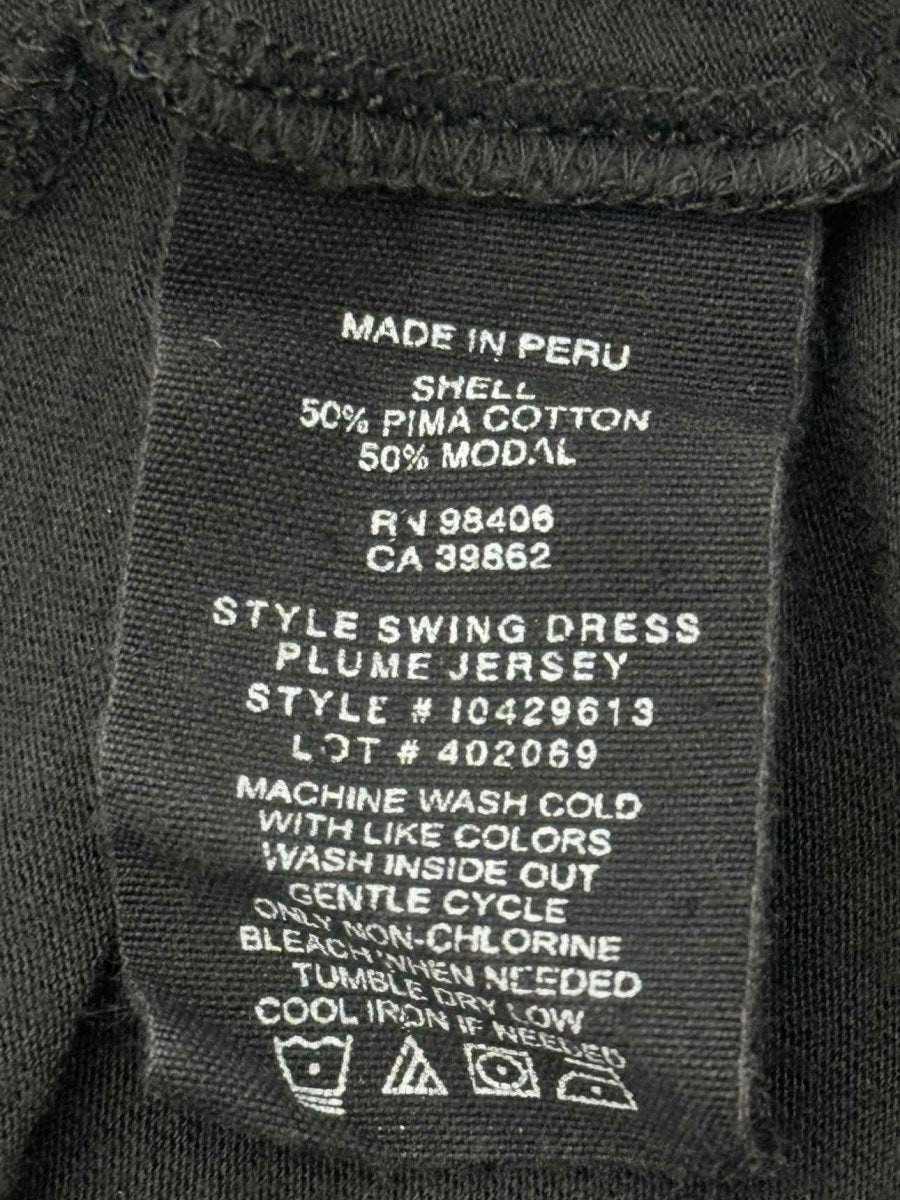 MADE IN PERU
SHELL
50% PIMA COTTON
50% MODAL
RN 98406
CA 39862
STYLE SWING DRESS
PLUME JERSEY
STYLE # 10429613
LOT # 402069
MACHINE WASH COLD
WITH LIKE COLORS
WASH INSIDE OUT
GENTLE CYCLE
ONLY NON-CHLORINE
BLEACH WHEN NEEDED
TUMBLE DRY LOW
COOL IRON IF NEEDED